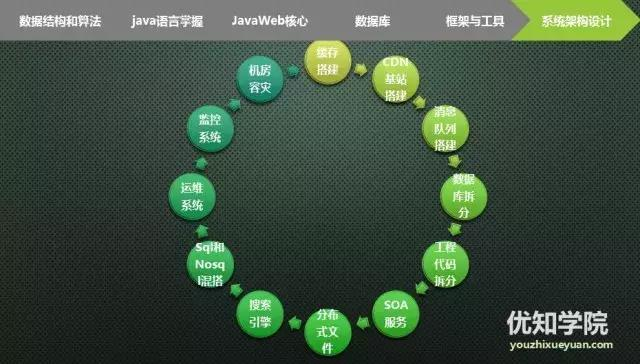 数据结构和算法
java语言掌握
JavaWeb核心
数据库
框架与工具
系统架构设计
缓存
搭建
CDN
基站
搭建
消息
队列
搭建
数据
库拆
分
工程
代码
拆分
SOA
服务
分布
式文
件
搜索
引擎
Sql和
Nosq
l混搭
运维
系统
监控
系统
机房
容灾
优知学院
youzhixueyuan.com